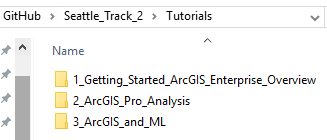 GitHub > Seattle_Track_2 > Tutorials
Name
1_Getting_Started_ArcGIS_Enterprise_Overview
2_ArcGIS_Pro_Analysis
3_ArcGIS_and_ML